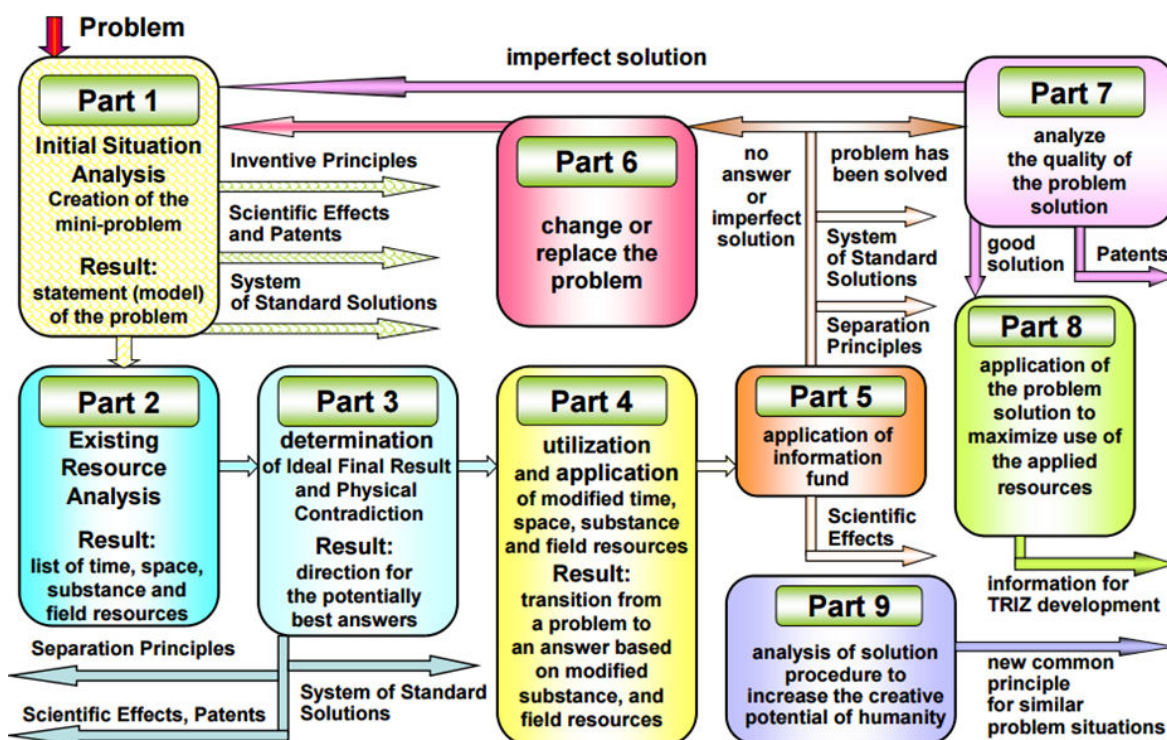 Problem
imperfect solution
Part 1
Initial Situation
Analysis
Creation of the
mini-problem
Result:
statement (model)
of the problem
Inventive Principles
Scientific Effects
and Patents
System
of Standard Solutions
Part 6
change or
replace the
problem
no
answer
or
imperfect
solution
problem has
been solved
System
of Standard
Solutions
Separation
Principles
Part 7
analyze
the quality of
the problem
solution
good
solution
Patents
Part 2
Existing
Resource
Analysis
Result:
list of time, space,
substance and
field resources
Part 3
determination
of Ideal Final Result
and Physical
Contradiction
Result:
direction for
the potentially
best answers
Separation Principles
Scientific Effects, Patents
System of Standard
Solutions
Part 4
utilization
and application
of modified time,
space, substance
and field resources
Result:
transition from
a problem to
an answer based
on modified
substance, and
field resources
Part 5
application of
information
fund
Scientific
Effects
Part 8
application of
the problem
solution to
maximize use of
the applied
resources
information for
TRIZ development
Part 9
analysis of solution
procedure to
increase the creative
potential of humanity
new common
principle
for similar
problem situations